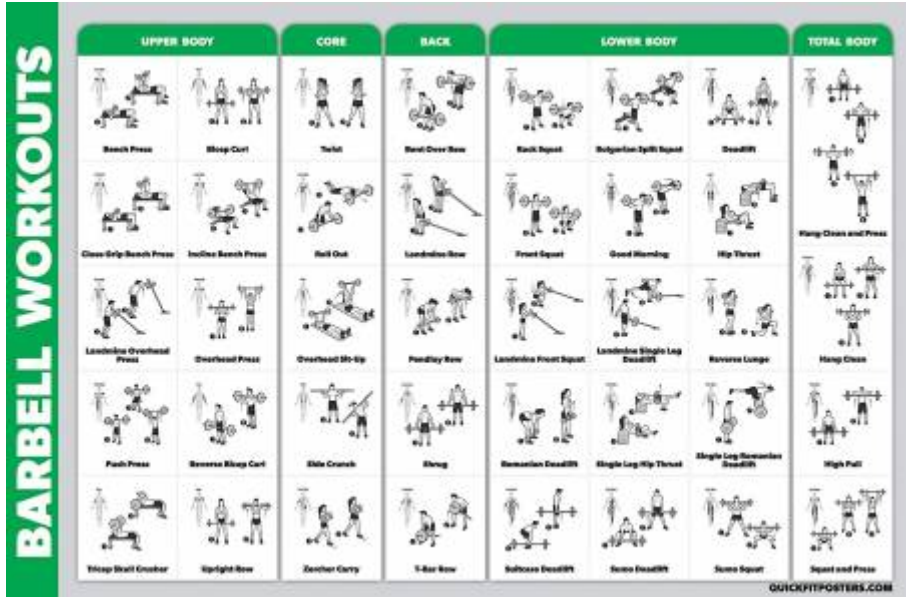 BARBELL WORKOUTS
UPPER BODY
CORE
BACK
LOWER BODY
TOTAL BODY
Bench Press
Bicep Curl
Twist
Bent Over Row
Back Squat
Bulgarian Split Squat
Deadlift
Close Grip Bench Press
Incline Bench Press
Roll Out
Landmine Row
Front Squat
Good Morning
Hip Thrust
Hang Clean and Press
Landmine Overhead
Press
Overhead Press
Overhead Sit-Up
Pendlay Row
Landmine Front Squat
Landmine Single Leg
Deadlift
Reverse Lunge
Hang Clean
Push Press
Reverse Bicep Curl
Side Crunch
Shrug
Romanian Deadlift
Single Leg Hip Thrust
Single Leg Romanian
Deadlift
High Pull
Tricep Skull Crusher
Upright Row
Zercher Carry
T-Bar Row
Suitcase Deadlift
Sumo Deadlift
Sumo Squat
Squat and Press
QUICKFITPOSTERS.COM